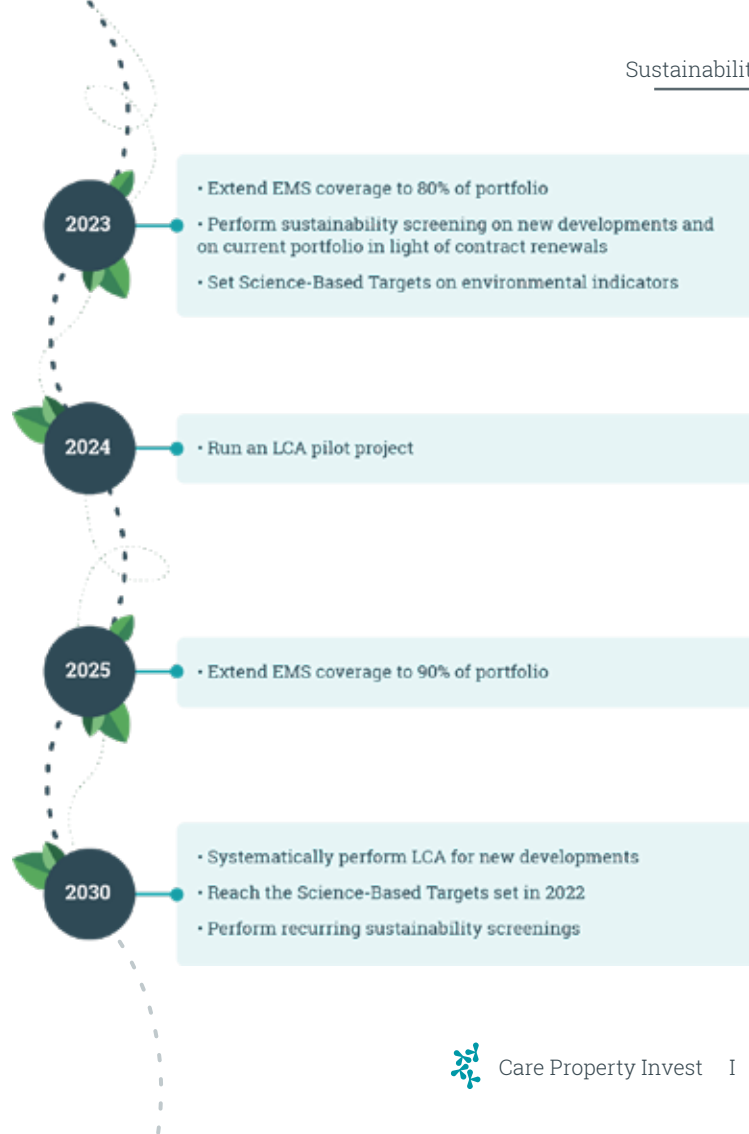 Sustainabilit
2023
• Extend EMS coverage to 80% of portfolio
• Perform sustainability screening on new developments and
on current portfolio in light of contract renewals
• Set Science-Based Targets on environmental indicators
2024
• Run an LCA pilot project
2025
• Extend EMS coverage to 90% of portfolio
2030
• Systematically perform LCA for new developments
• Reach the Science-Based Targets set in 2022
• Perform recurring sustainability screenings
Care Property Invest I